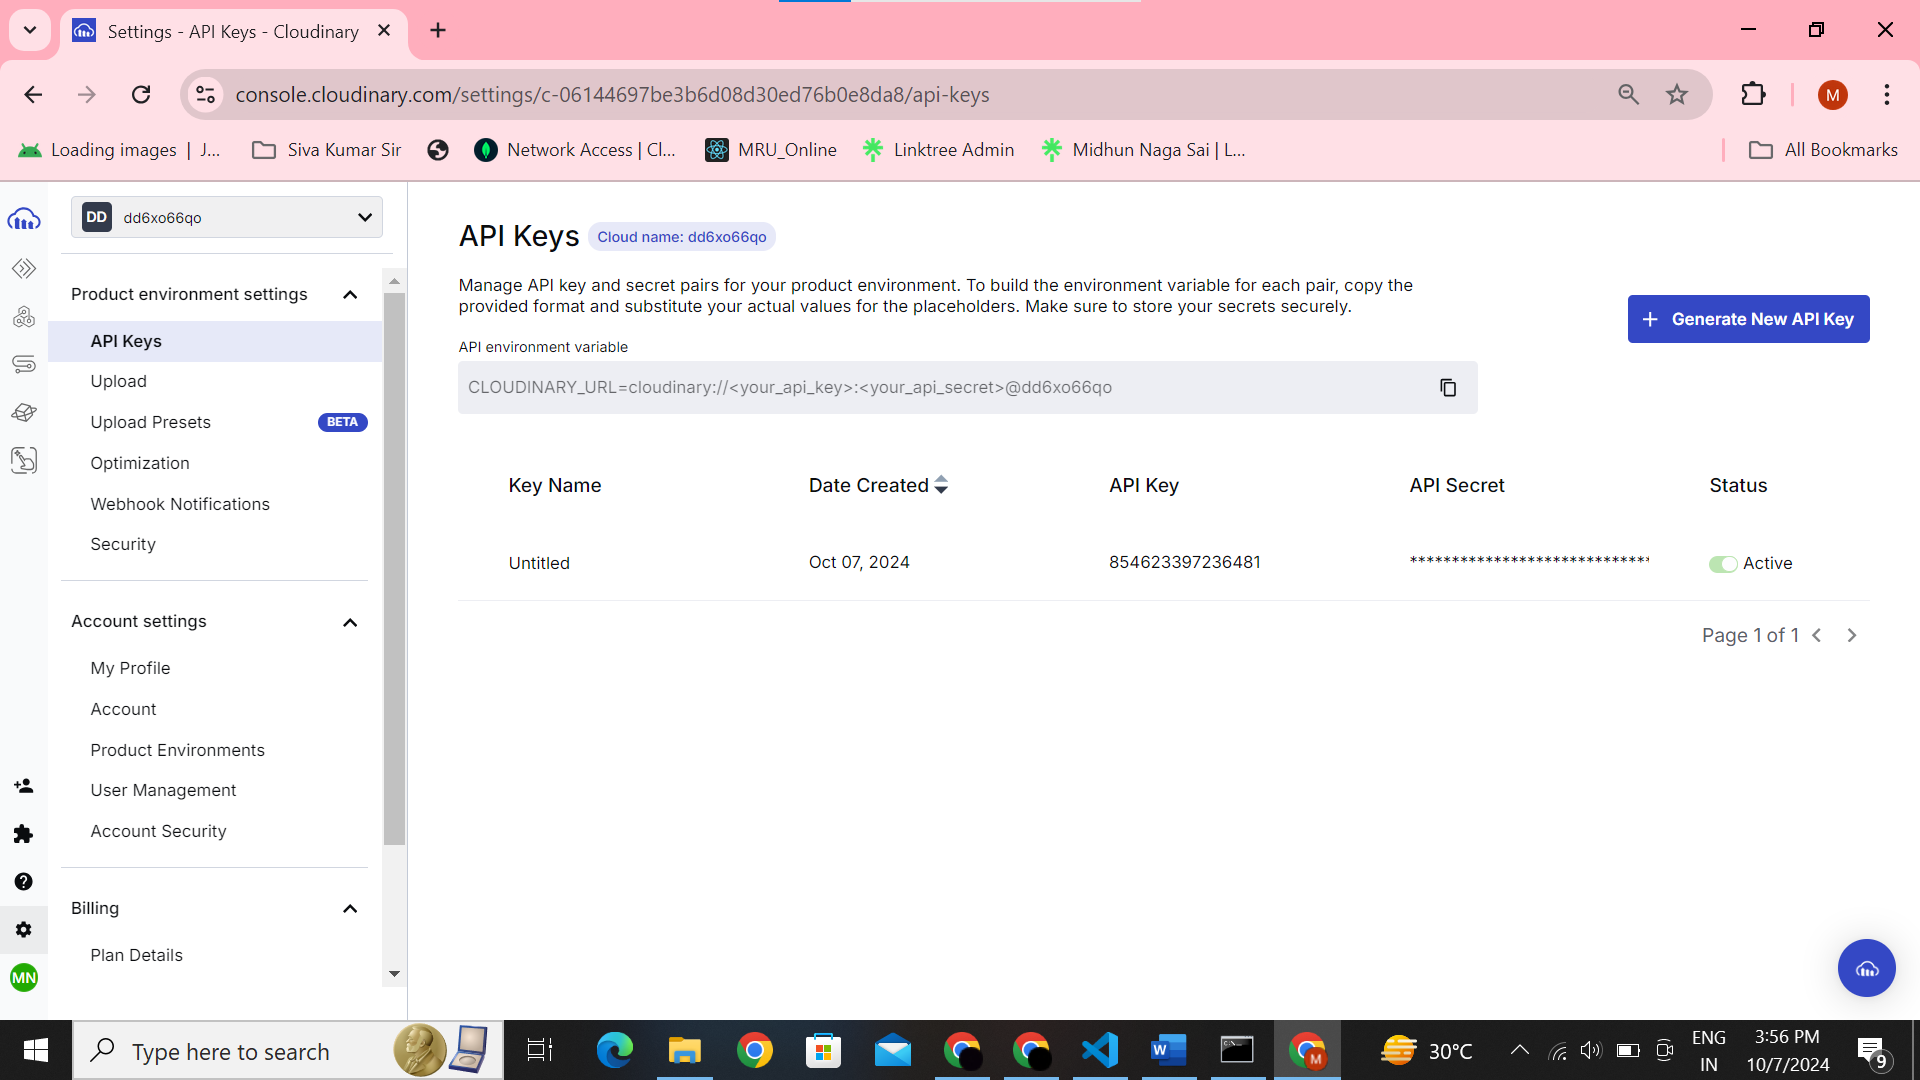 Settings - API Keys - Cloudinary
console.cloudinary.com/settings/c-06144697be3b6d08d30ed76b0e8da8/api-keys
M
Loading images | J...
Siva Kumar Sir
Network Access | Cl...
MRU_Online
Linktree Admin
Midhun Naga Sai | L...
All Bookmarks
DD dd6xo66qo
Product environment settings
API Keys
Upload
Upload Presets BETA
Optimization
Webhook Notifications
Security
Account settings
My Profile
Account
Product Environments
User Management
Account Security
Billing
Plan Details
MN
API Keys Cloud name: dd6xo66qo
Manage API key and secret pairs for your product environment. To build the environment variable for each pair, copy the
provided format and substitute your actual values for the placeholders. Make sure to store your secrets securely.
+ Generate New API Key
API environment variable
CLOUDINARY_URL=cloudinary://<your_api_key>:<your_api_secret>@dd6xo66qo
Key Name Date Created API Key API Secret Status
Untitled Oct 07, 2024 854623397236481 ***************************** Active
Page 1 of 1
Type here to search
W
C:\
M
30°C
ENG
IN
3:56 PM
10/7/2024
9